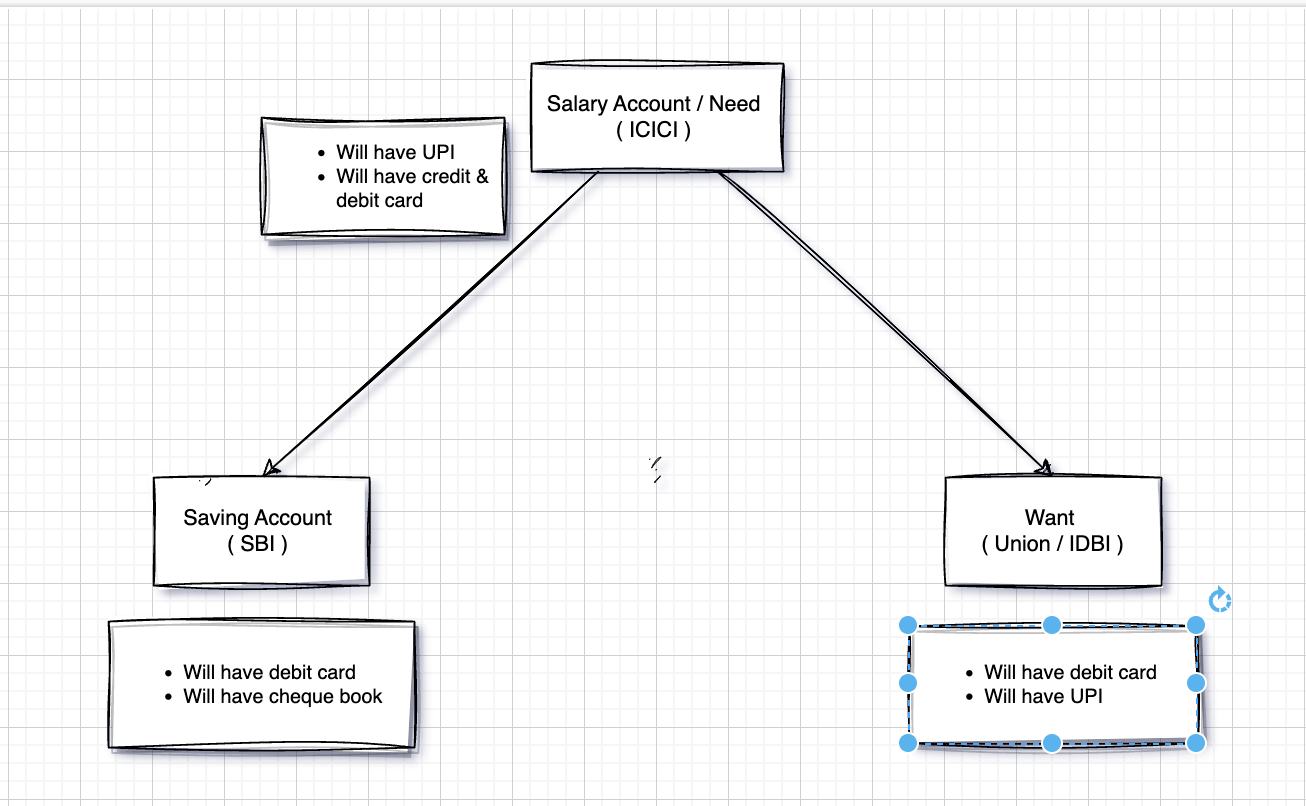 Salary Account / Need
( ICICI )
• Will have UPI
• Will have credit &
debit card
Saving Account
( SBI )
Want
( Union / IDBI )
• Will have debit card
• Will have cheque book
• Will have debit card
• Will have UPI